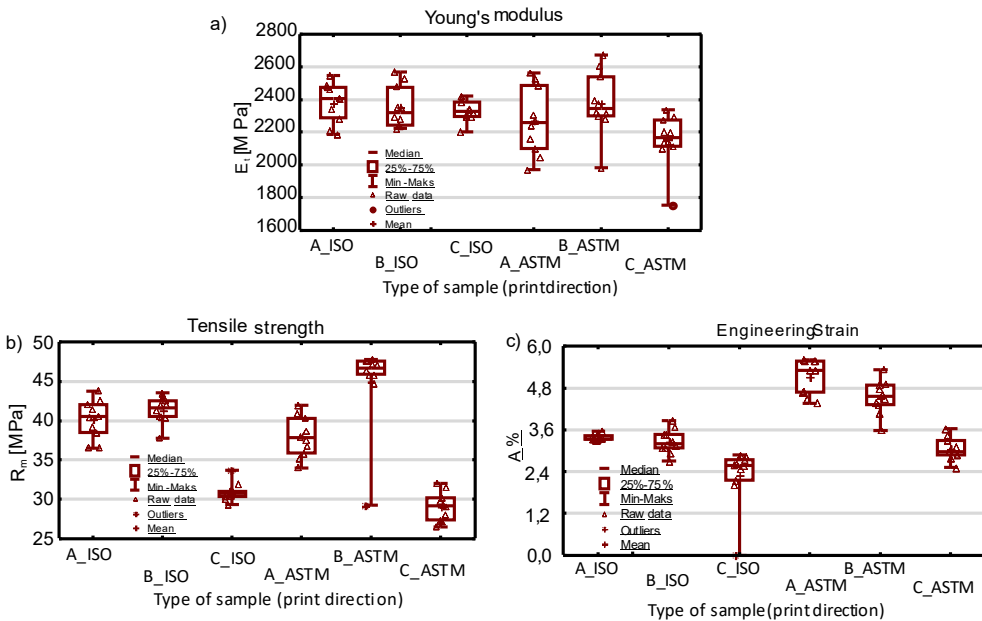 a)
Young's modulus
2800
2600
2400
2200
2000
1800
1600
E t [M Pa]
Median
25%-75%
Min-Maks
Raw data
Outliers
Mean
A_ISO
B_ISO
C_ISO
A_ASTM
B_ASTM
C_ASTM
Type of sample (printdirection)
b)
Tensile strength
50
45
40
35
30
25
Rm [MPa]
Median
25%-75%
Min-Maks
Raw data
Outliers
Mean
A_ISO
B_ISO
C_ISO
A_ASTM
B_ASTM
C_ASTM
Type of sample (print direction)
c)
Engineering Strain
6,0
4,8
3,6
2,4
1,2
0,0
A %
Median
25%-75%
Min-Maks
Raw data
Outliers
Mean
A_ISO
B_ISO
C_ISO
A_ASTM
B_ASTM
C_ASTM
Type of sample (print direction)